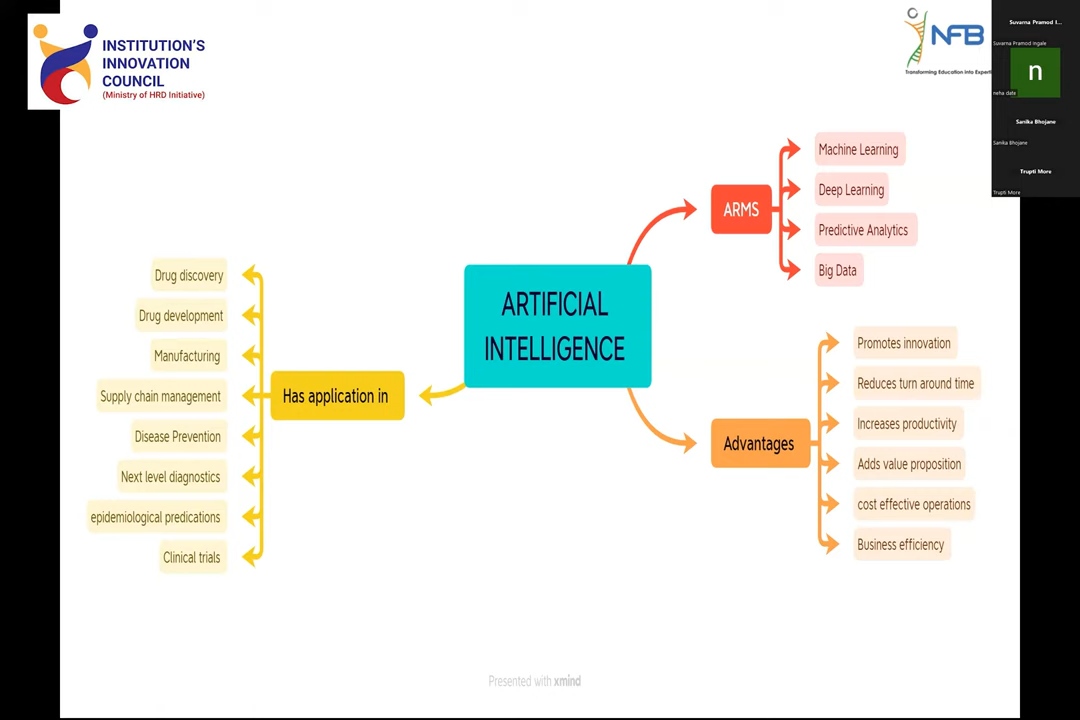 INSTITUTION'S
INNOVATION
COUNCIL
(Ministry of HRD Initiative)
NFB
Transforming Education into Experti
Suvarna Pramod I...
Suvarna Pramod Ingale
n
neha date
Sanika Bhojane
Sanika Bhojane
Trupti More
Trupti More
ARTIFICIAL
INTELLIGENCE
ARMS
Machine Learning
Deep Learning
Predictive Analytics
Big Data
Advantages
Promotes innovation
Reduces turn around time
Increases productivity
Adds value proposition
cost effective operations
Business efficiency
Has application in
Drug discovery
Drug development
Manufacturing
Supply chain management
Disease Prevention
Next level diagnostics
epidemiological predications
Clinical trials
Presented with xmind